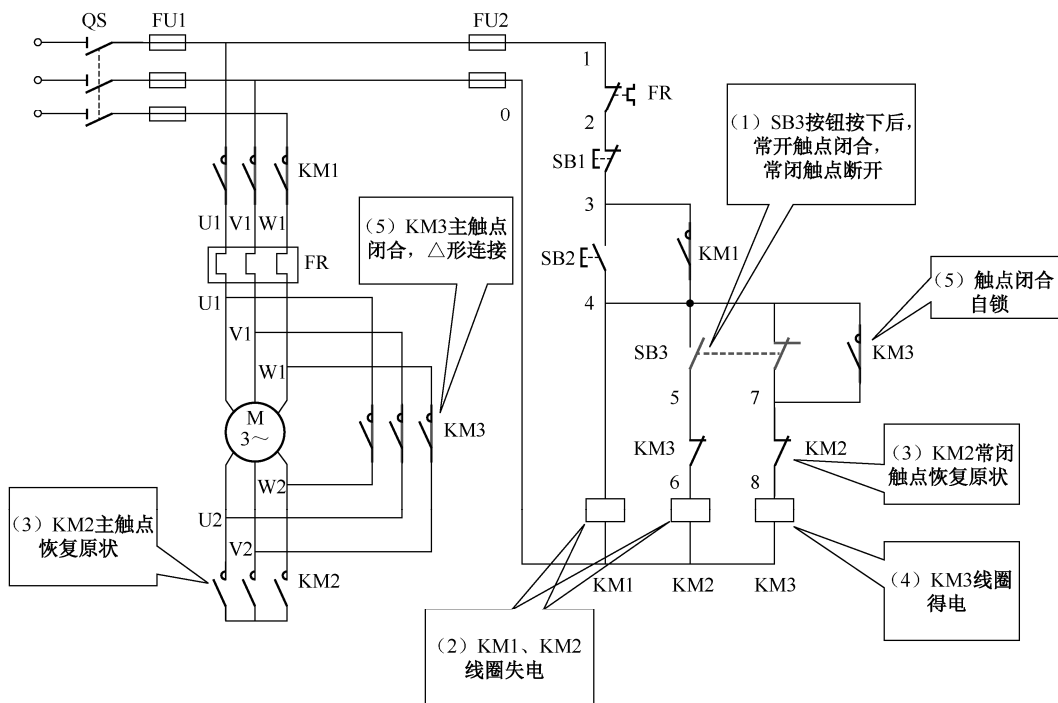 QS
FU1
FU2
1
FR
2
0
(1) SB3按钮按下后,
常开触点闭合,
常闭触点断开
SB1
KM1
3
U1
V1
W1
(5) KM3主触点
闭合, △形连接
FR
SB2
KM1
4
(5) 触点闭合
自锁
U1
V1
W1
SB3
KM3
5
7
M
3～
KM3
KM3
KM2
(3) KM2常闭
触点恢复原状
W2
6
8
(3) KM2主触点
恢复原状
U2
V2
KM2
KM1
KM2
KM3
(4) KM3线圈
得电
(2) KM1、KM2
线圈失电